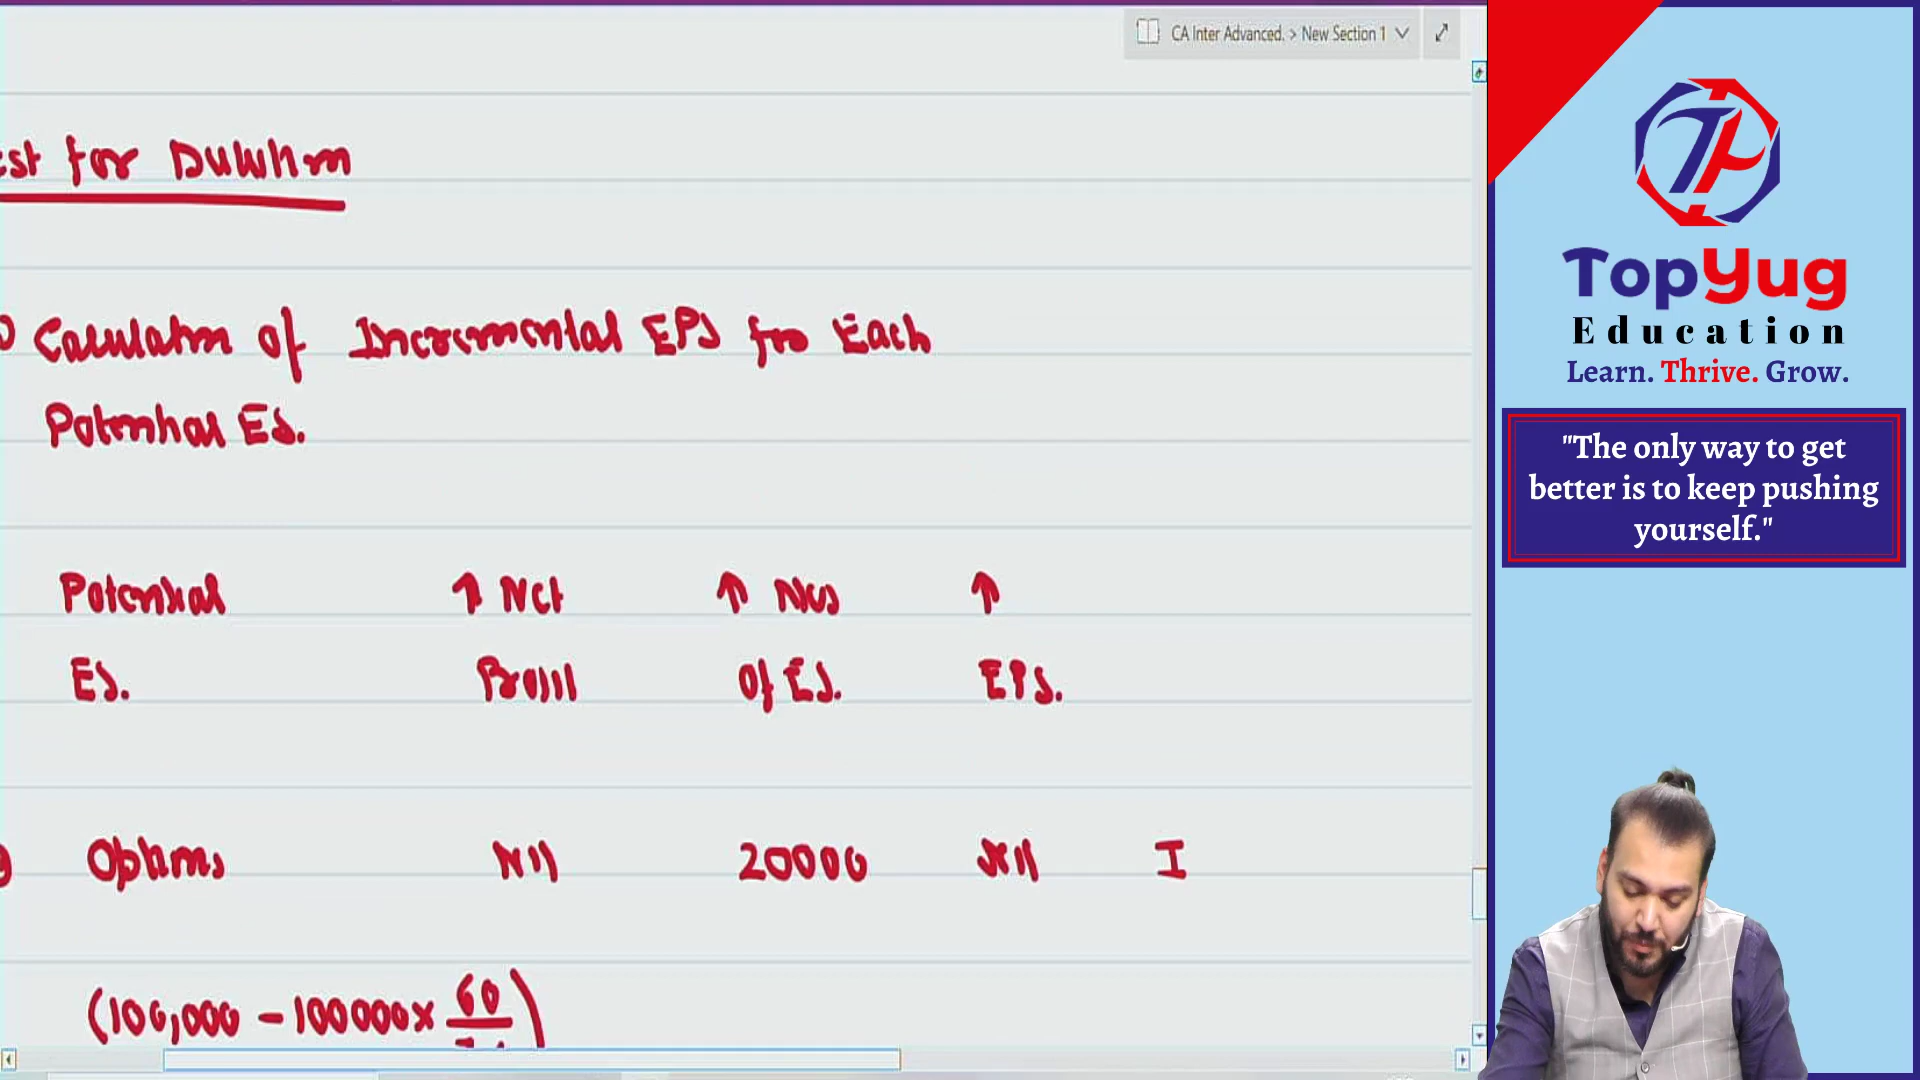 CA Inter Advanced. > New Section 1
est for Dilution
Calculation of Incremental EPS for Each
Potential ES.
Potential ↑ Net ↑ Nos ↑
ES. Profit Of ES. EPS.
Options Nil 20000 Nil I
(100,000 - 100000 x 60
TopYug
Education
Learn. Thrive. Grow.
"The only way to get
better is to keep pushing
yourself."